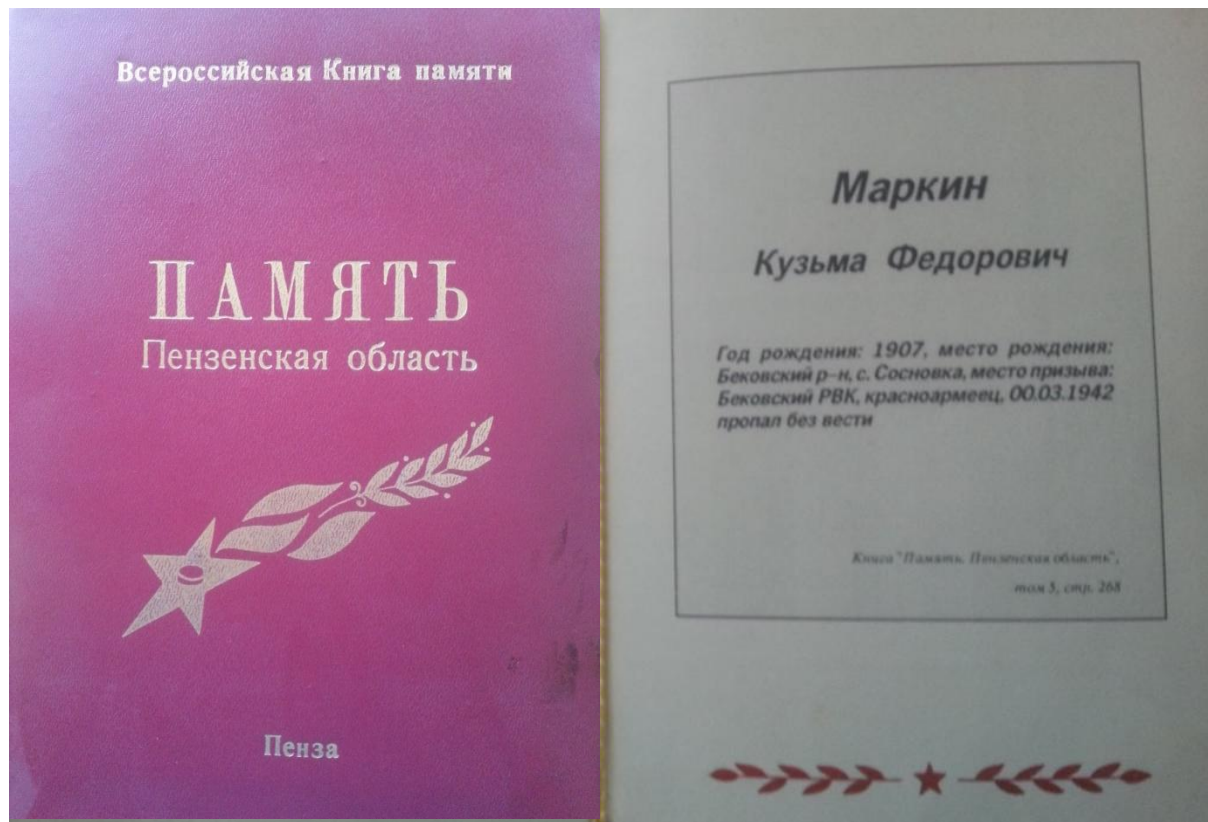 Всероссийская Книга памяти
ПАМЯТЬ
Пензенская область
Пенза
Маркин
Кузьма Федорович
Год рождения: 1907, место рождения:
Бековский р-н, с. Сосновка, место призыва:
Бековский РВК, красноармеец, 00.03.1942
пропал без вести
Книга "Память. Пензенская область",
том 5, стр. 268